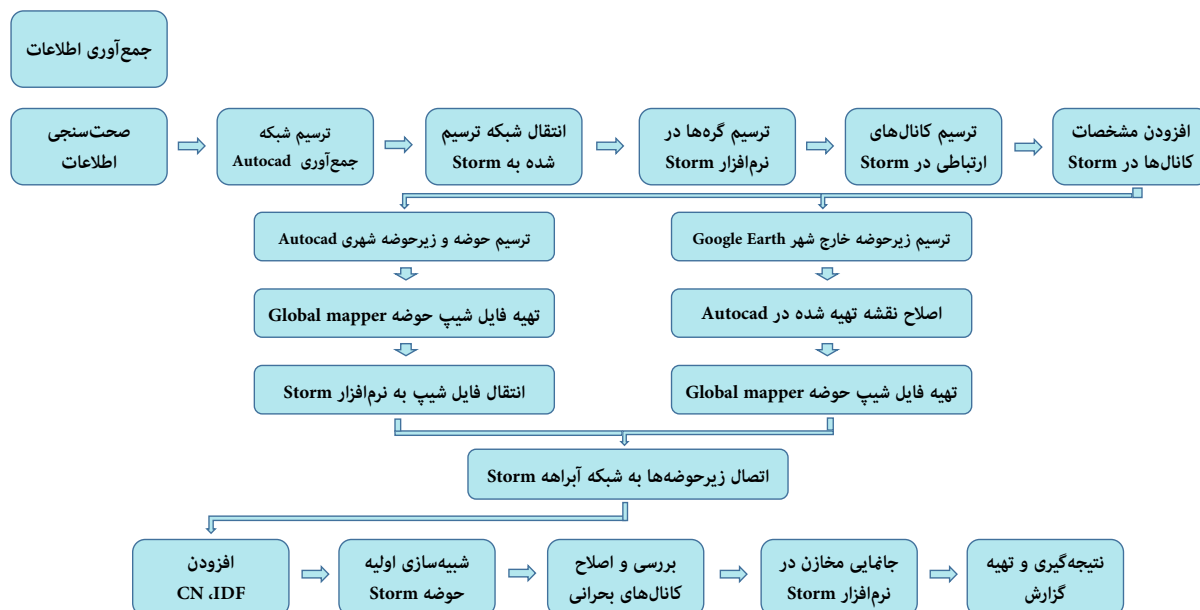 جمع‌آوری اطلاعات
صحت‌سنجی
اطلاعات
ترسیم شبکه
جمع‌آوری Autocad
انتقال شبکه ترسیم
شده به Storm
ترسیم گره‌ها در
نرم‌افزار Storm
ترسیم کانال‌های
ارتباطی در Storm
افزودن مشخصات
کانال‌ها در Storm
ترسیم حوضه و زیرحوضه شهری Autocad
ترسیم زیرحوضه خارج شهر Google Earth
تهیه فایل شیپ حوضه Global mapper
اصلاح نقشه تهیه شده در Autocad
انتقال فایل شیپ به نرم‌افزار Storm
تهیه فایل شیپ حوضه Global mapper
اتصال زیرحوضه‌ها به شبکه آبراهه Storm
افزودن
CN ،IDF
شبیه‌سازی اولیه
حوضه Storm
بررسی و اصلاح
کانال‌های بحرانی
جانمایی مخازن در
نرم‌افزار Storm
نتیجه‌گیری و تهیه
گزارش